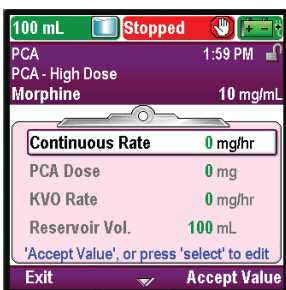 100 mL Stopped
PCA 1:59 PM
PCA - High Dose
Morphine 10 mg/mL
Continuous Rate 0 mg/hr
PCA Dose 0 mg
KVO Rate 0 mg/hr
Reservoir Vol. 100 mL
'Accept Value', or press 'select' to edit
Exit Accept Value